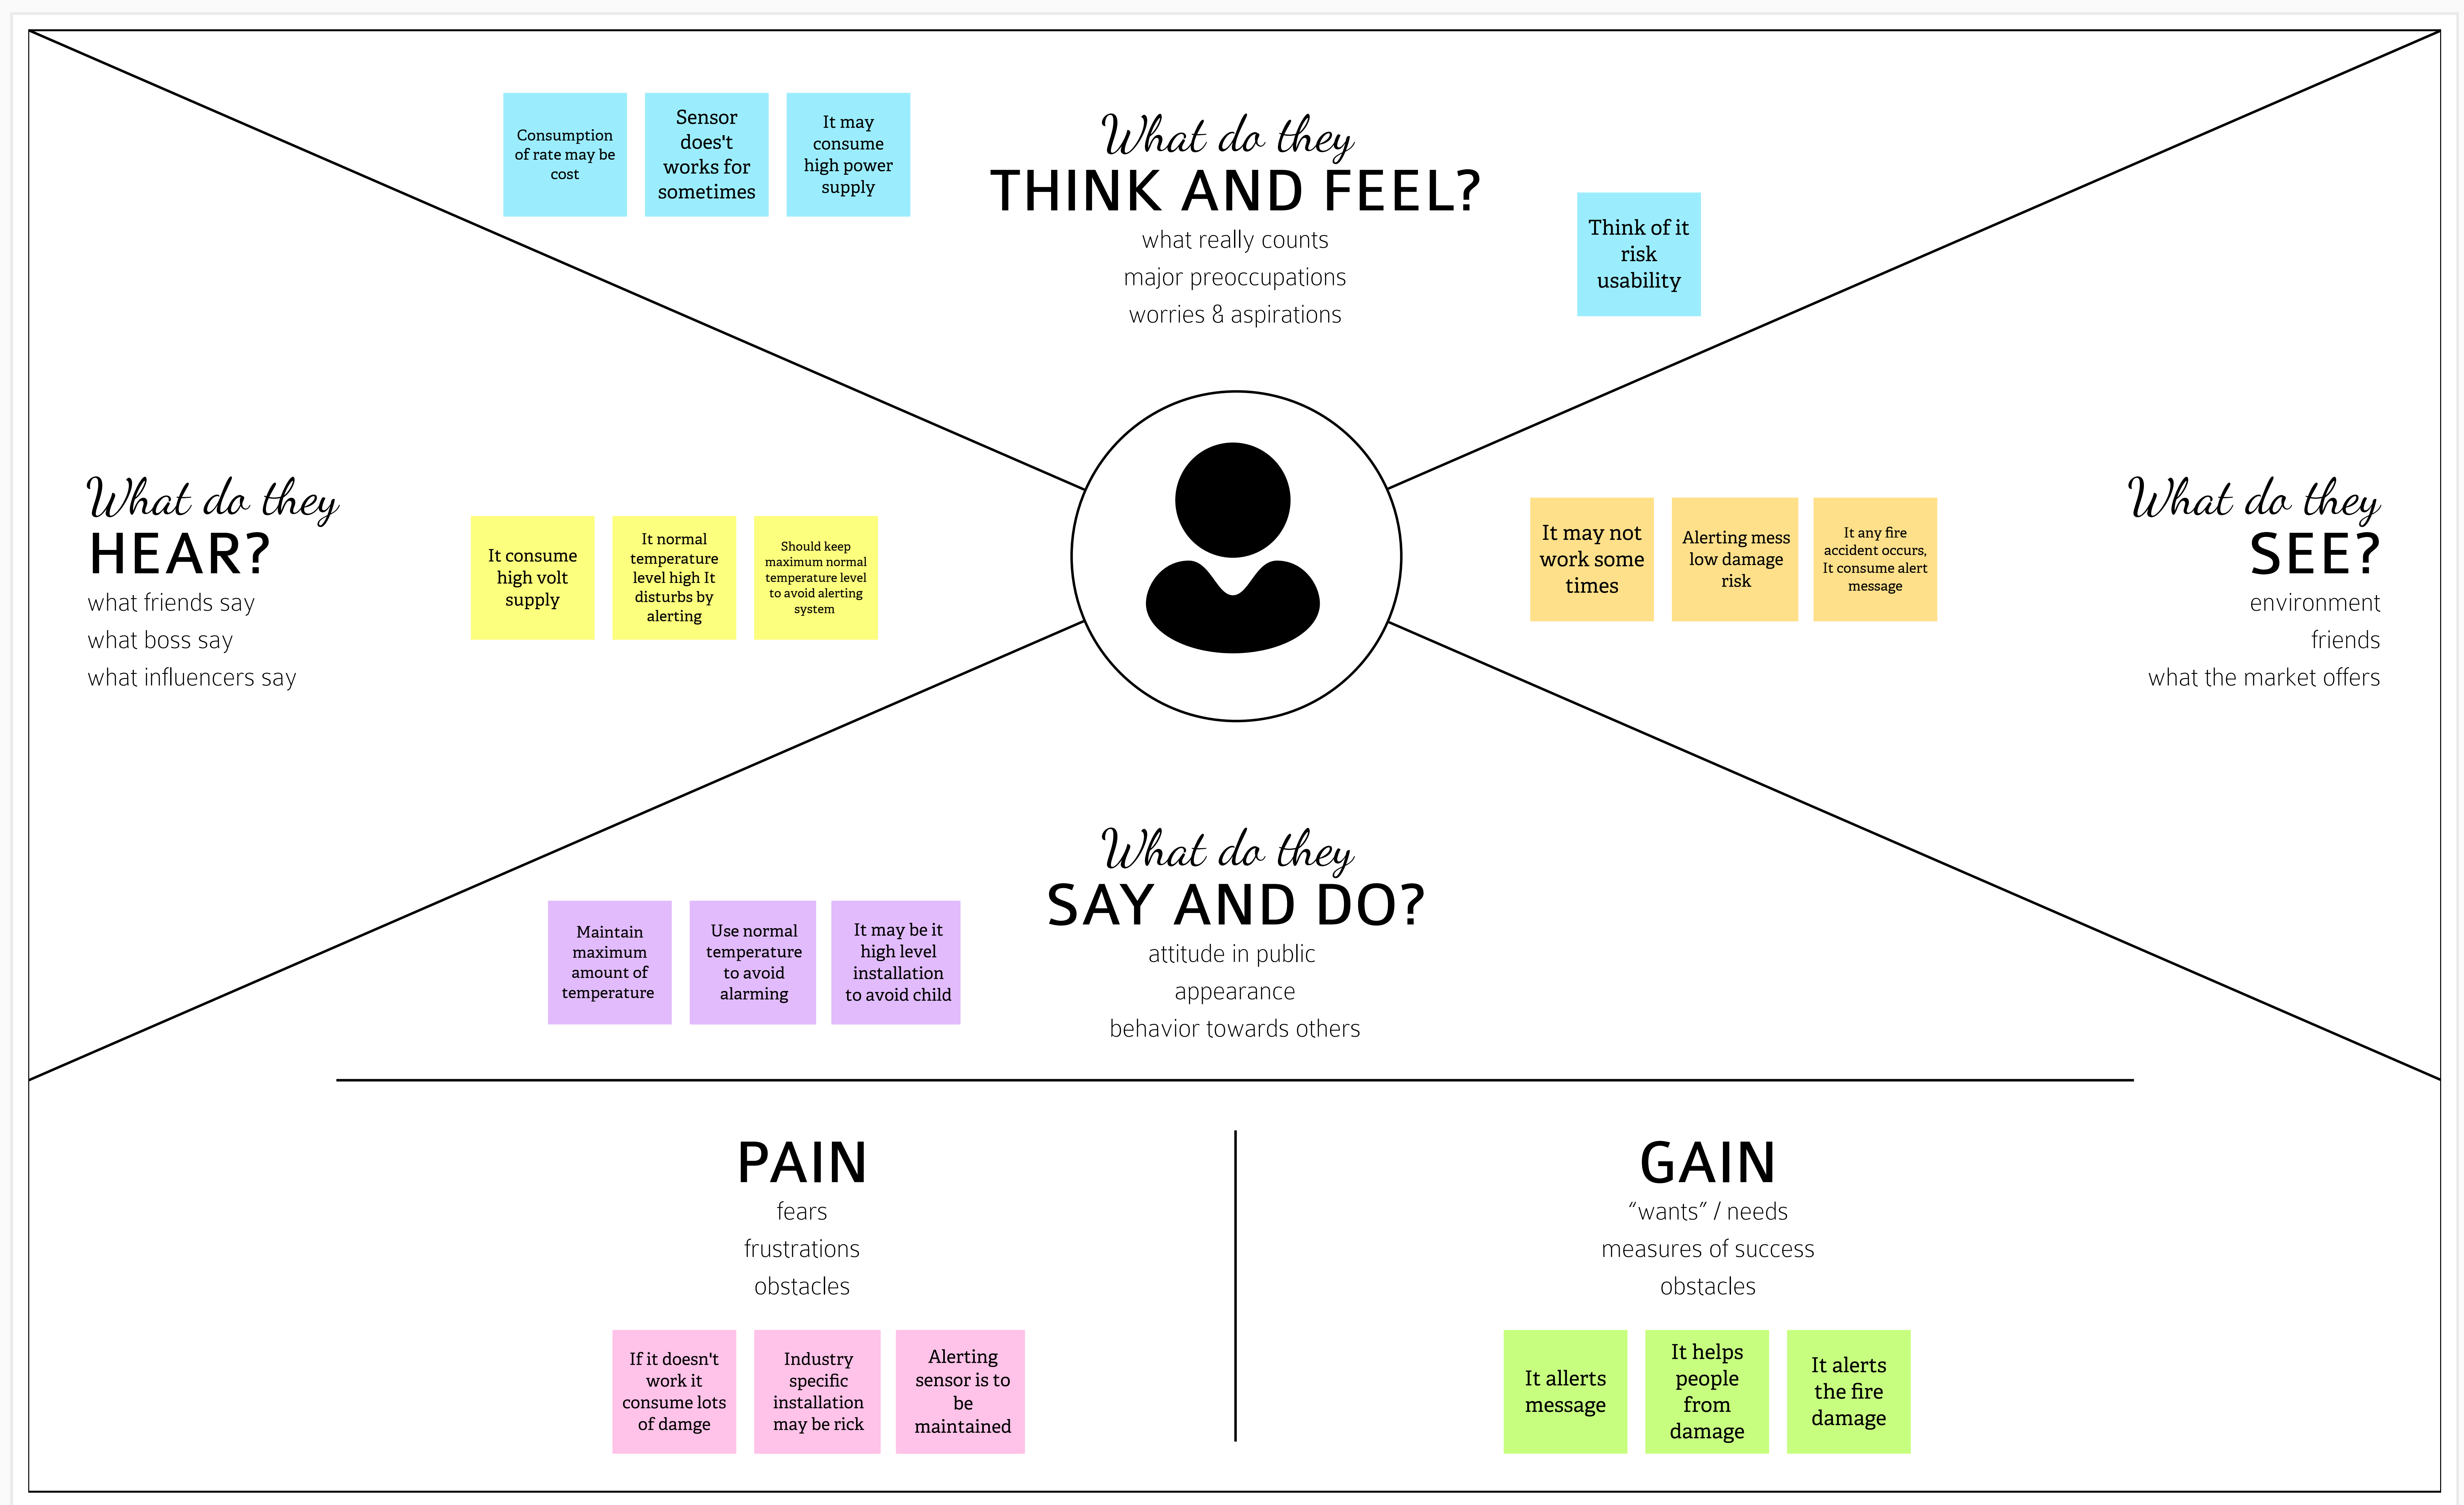 Consumption
of rate may be
cost
Sensor
does't
works for
sometimes
It may
consume
high power
supply
What do they
THINK AND FEEL?
what really counts
major preoccupations
worries & aspirations
Think of it
risk
usability
What do they
HEAR?
what friends say
what boss say
what influencers say
It consume
high volt
supply
It normal
temperature
level high It
disturbs by
alerting
Should keep
maximum normal
temperature level
to avoid alerting
system
It may not
work some
times
Alerting mess
low damage
risk
It any fire
accident occurs,
It consume alert
message
What do they
SEE?
environment
friends
what the market offers
What do they
SAY AND DO?
attitude in public
appearance
behavior towards others
Maintain
maximum
amount of
temperature
Use normal
temperature
to avoid
alarming
It may be it
high level
installation
to avoid child
PAIN
fears
frustrations
obstacles
If it doesn't
work it
consume lots
of damge
Industry
specific
installation
may be rick
Alerting
sensor is to
be
maintained
GAIN
“wants” / needs
measures of success
obstacles
It allerts
message
It helps
people
from
damage
It alerts
the fire
damage